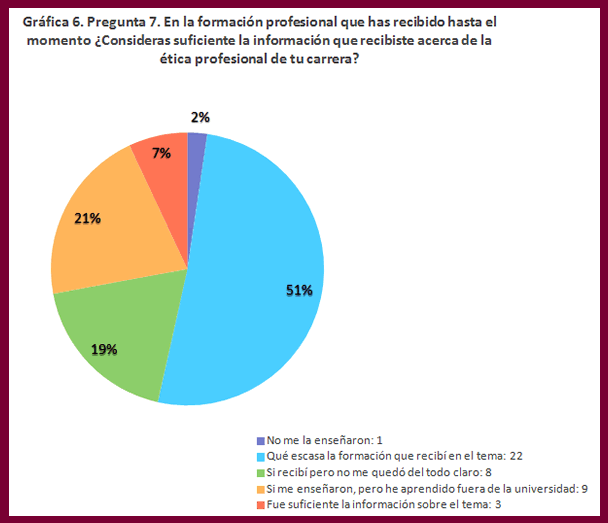 Gráfica 6. Pregunta 7. En la formación profesional que has recibido hasta el
momento ¿Consideras suficiente la información que recibiste acerca de la
ética profesional de tu carrera?
2%
7%
21%
51%
19%
No me la enseñaron: 1
Qué escasa la formación que recibí en el tema: 22
Si recibí pero no me quedó del todo claro: 8
Si me enseñaron, pero he aprendido fuera de la universidad: 9
Fue suficiente la información sobre el tema: 3